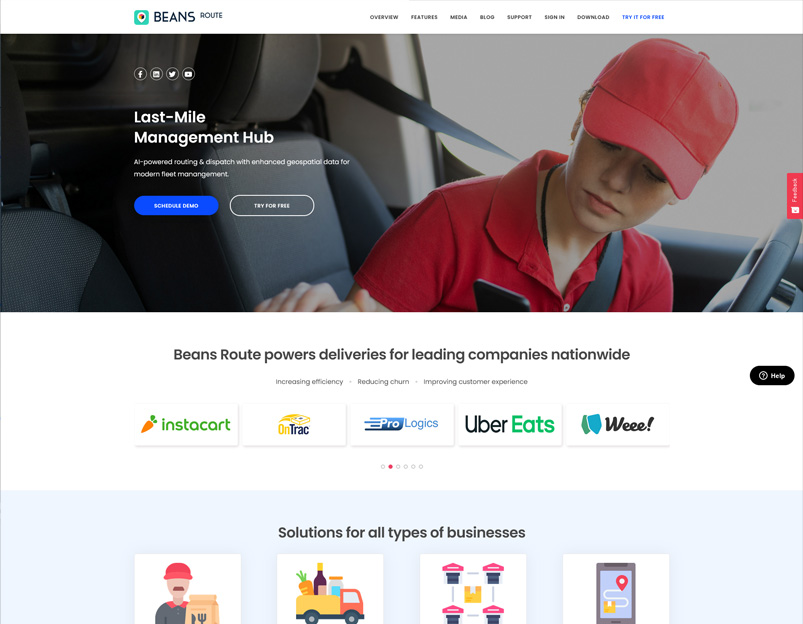 BEANS ROUTE
OVERVIEW FEATURES MEDIA BLOG SUPPORT SIGN IN DOWNLOAD TRY IT FOR FREE
Last-Mile
Management Hub
AI-powered routing & dispatch with enhanced geospatial data for
modern fleet manangement.
SCHEDULE DEMO TRY FOR FREE
Feedback
Beans Route powers deliveries for leading companies nationwide
Increasing efficiency • Reducing churn • Improving customer experience
Help
instacart OnTrac ProLogics Uber Eats Weee!
Solutions for all types of businesses